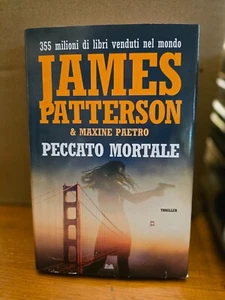 355 milioni di libri venduti nel mondo
JAMES
PATTERSON
& MAXINE PAETRO
PECCATO MORTALE
THRILLER